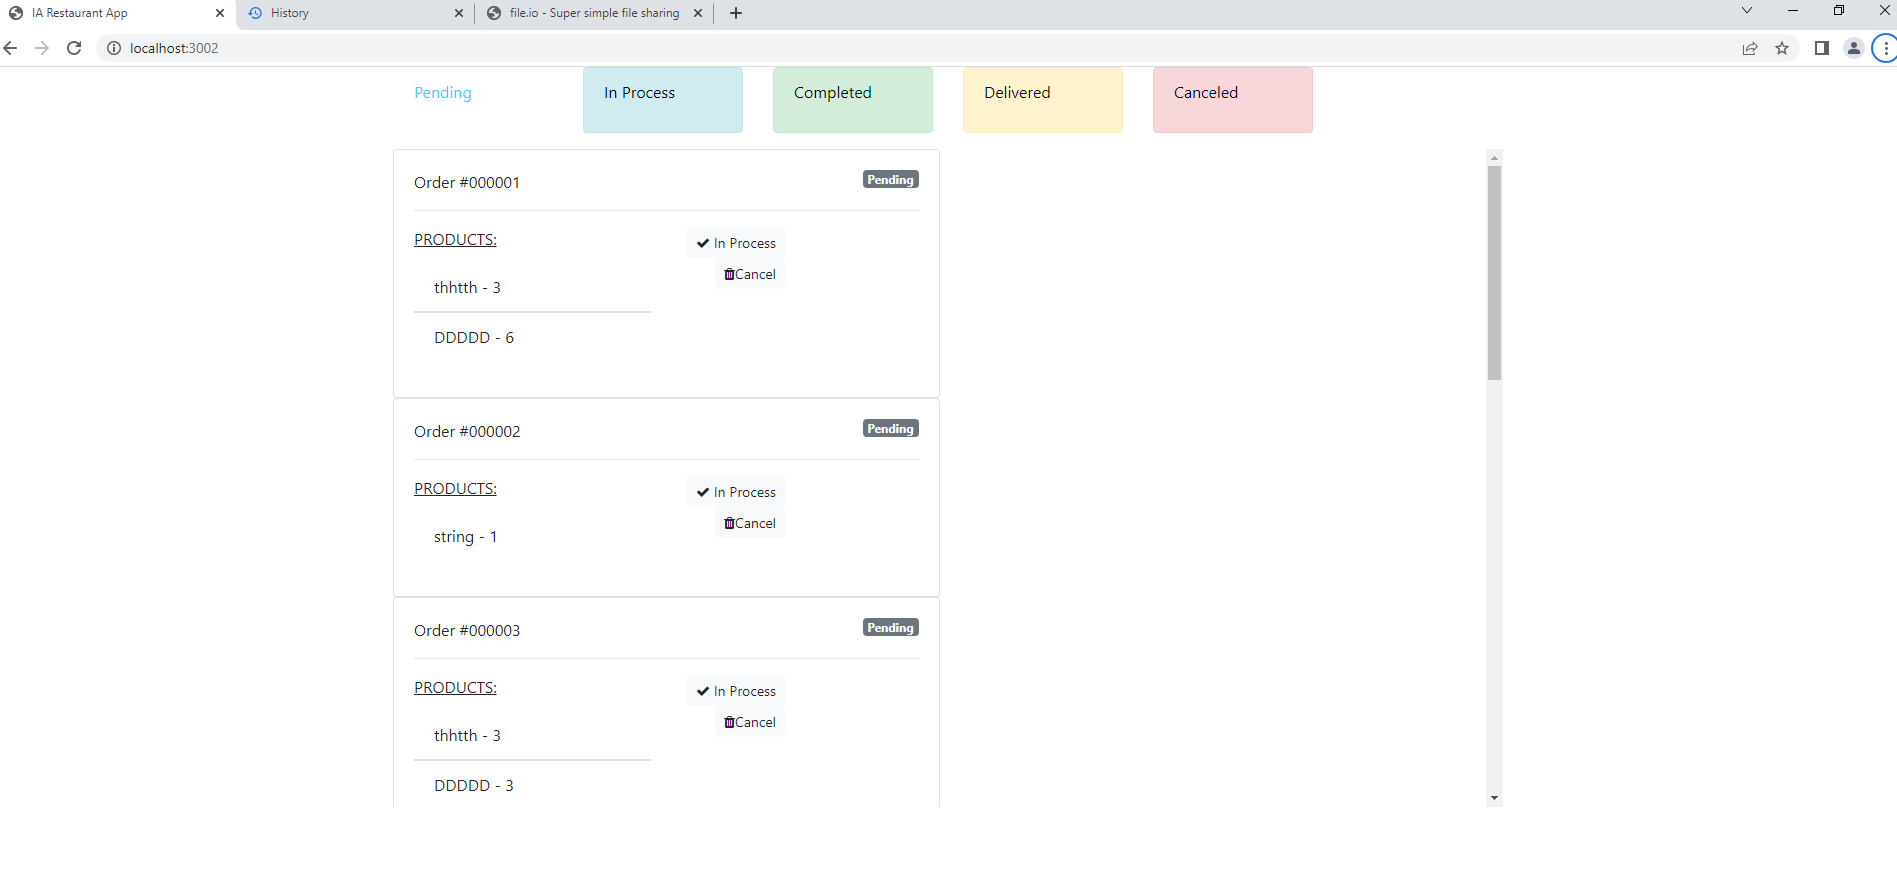 IA Restaurant App
History
file.io - Super simple file sharing
localhost:3002
Pending
In Process
Completed
Delivered
Canceled
Order #000001
Pending
PRODUCTS:
In Process
Cancel
thhtth - 3
DDDDD - 6
Order #000002
Pending
PRODUCTS:
In Process
Cancel
string - 1
Order #000003
Pending
PRODUCTS:
In Process
Cancel
thhtth - 3
DDDDD - 3